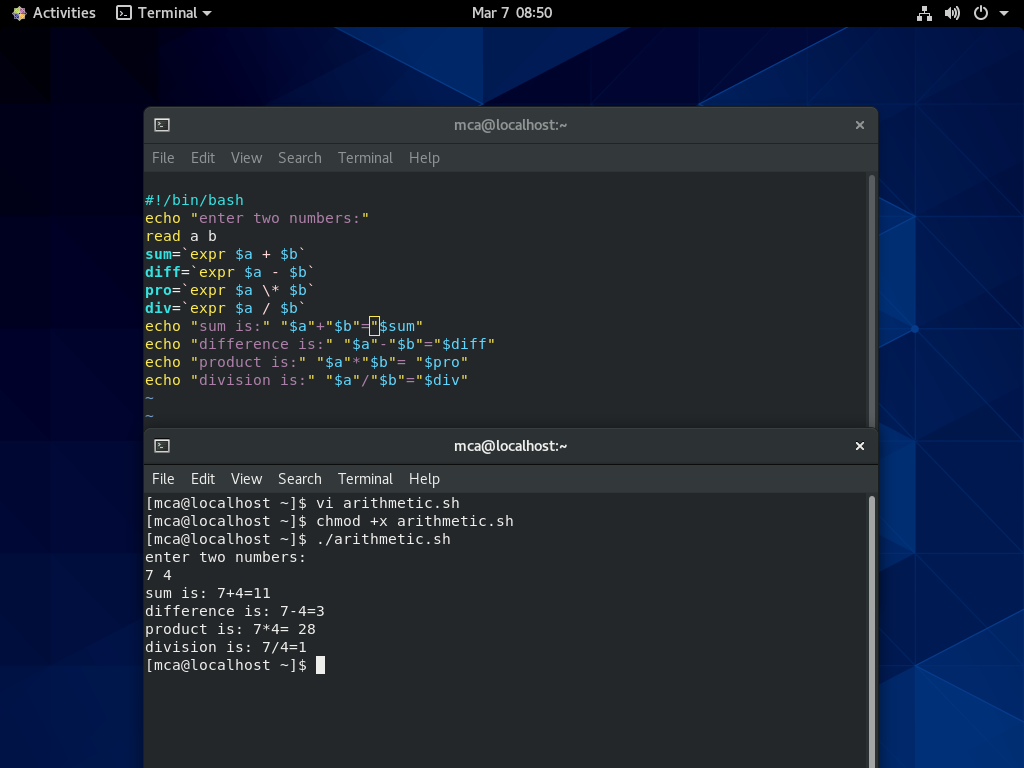 Activities Terminal Mar 7 08:50
mca@localhost:~ ×
File Edit View Search Terminal Help
#!/bin/bash
echo "enter two numbers:"
read a b
sum=`expr $a + $b`
diff=`expr $a - $b`
pro=`expr $a \* $b`
div=`expr $a / $b`
echo "sum is:" "$a"+"$b"="$sum"
echo "difference is:" "$a"-"$b"="$diff"
echo "product is:" "$a"*"$b"= "$pro"
echo "division is:" "$a"/"$b"="$div"
~
~
mca@localhost:~ ×
File Edit View Search Terminal Help
[mca@localhost ~]$ vi arithmetic.sh
[mca@localhost ~]$ chmod +x arithmetic.sh
[mca@localhost ~]$ ./arithmetic.sh
enter two numbers:
7 4
sum is: 7+4=11
difference is: 7-4=3
product is: 7*4= 28
division is: 7/4=1
[mca@localhost ~]$